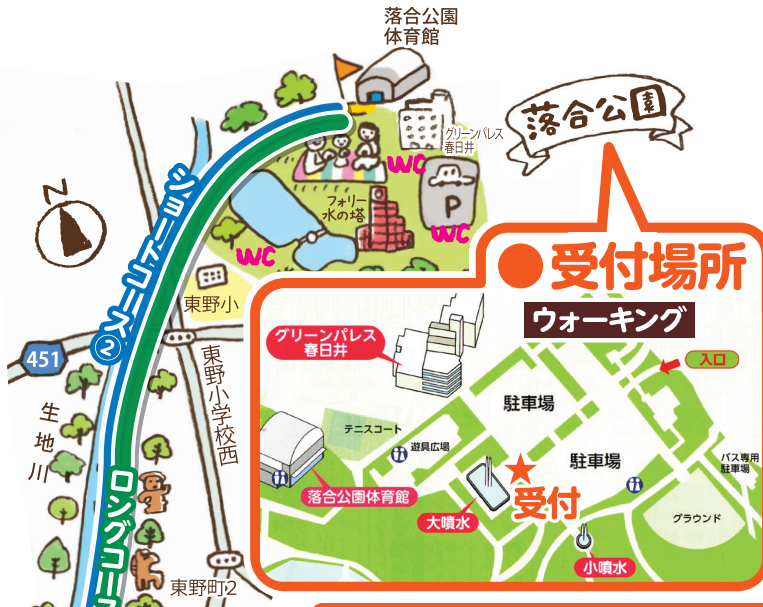 落合公園
体育館
落合公園
グリーンパレス
春日井
WC
P
WC
フォリー
水の塔
WC
N
ショートコース②
東野小
451
東野小学校西
生地川
ロングコース
東野町2
●受付場所
ウォーキング
グリーンパレス
春日井
入口
駐車場
テニスコート
遊具広場
駐車場
バス専用
駐車場
落合公園体育館
受付
大噴水
グラウンド
小噴水